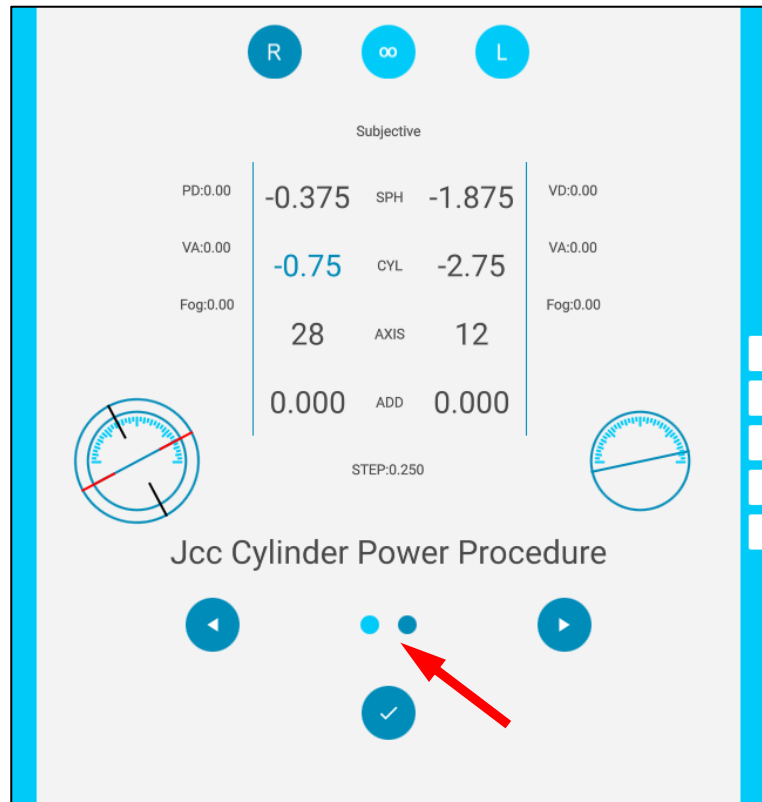 R ∞ L
Subjective
PD:0.00 -0.375 SPH -1.875 VD:0.00
VA:0.00 -0.75 CYL -2.75 VA:0.00
Fog:0.00 28 AXIS 12 Fog:0.00
0.000 ADD 0.000
STEP:0.250
Jcc Cylinder Power Procedure